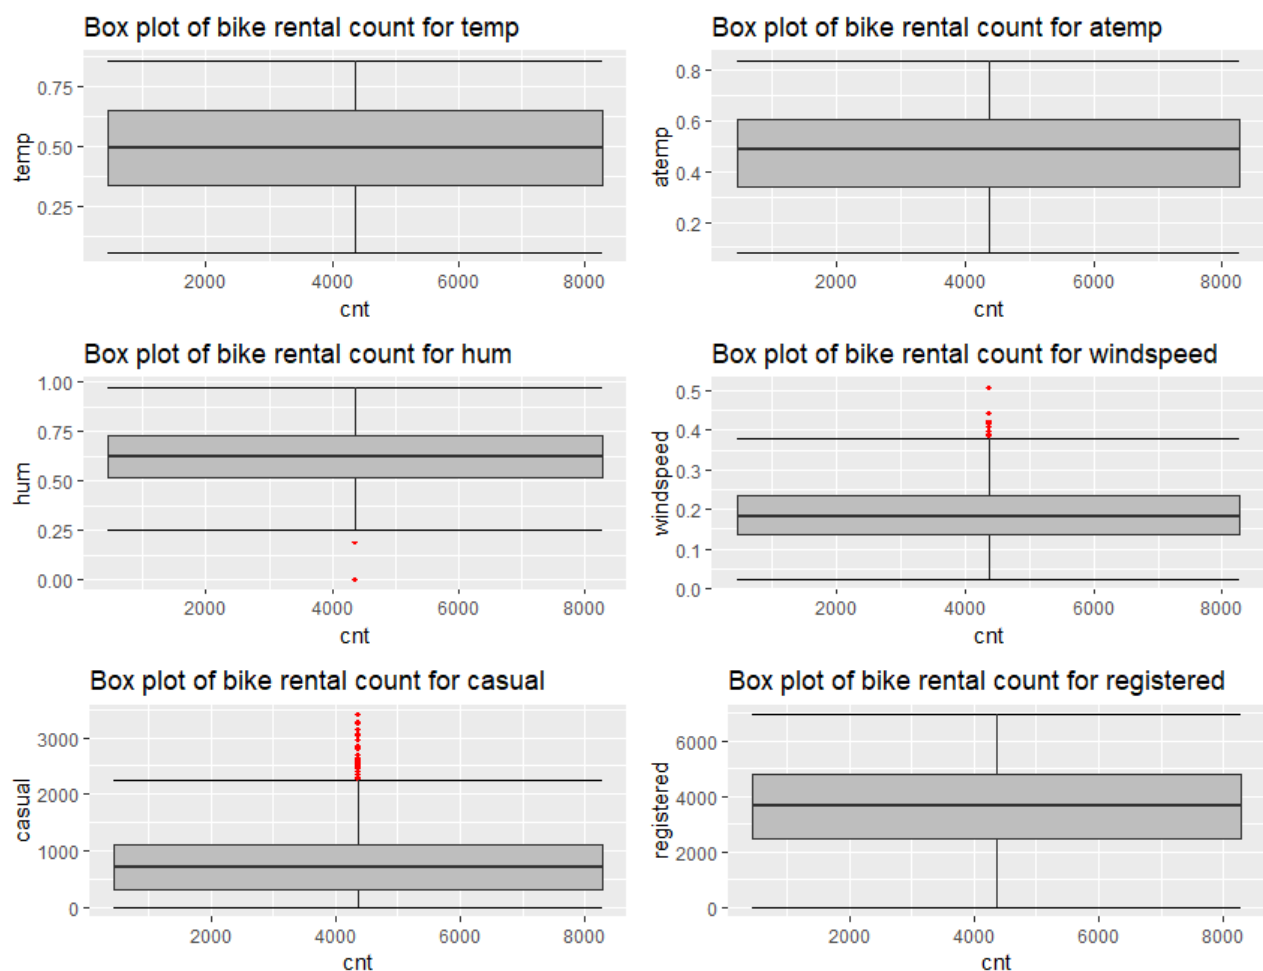 Box plot of bike rental count for temp
0.75
0.50
0.25
temp
2000 4000 6000 8000
cnt
Box plot of bike rental count for atemp
0.8
0.6
0.4
0.2
atemp
2000 4000 6000 8000
cnt
Box plot of bike rental count for hum
1.00
0.75
0.50
0.25
0.00
hum
2000 4000 6000 8000
cnt
Box plot of bike rental count for windspeed
0.5
0.4
0.3
0.2
0.1
0.0
windspeed
2000 4000 6000 8000
cnt
Box plot of bike rental count for casual
3000
2000
1000
0
casual
2000 4000 6000 8000
cnt
Box plot of bike rental count for registered
6000
4000
2000
0
registered
2000 4000 6000 8000
cnt